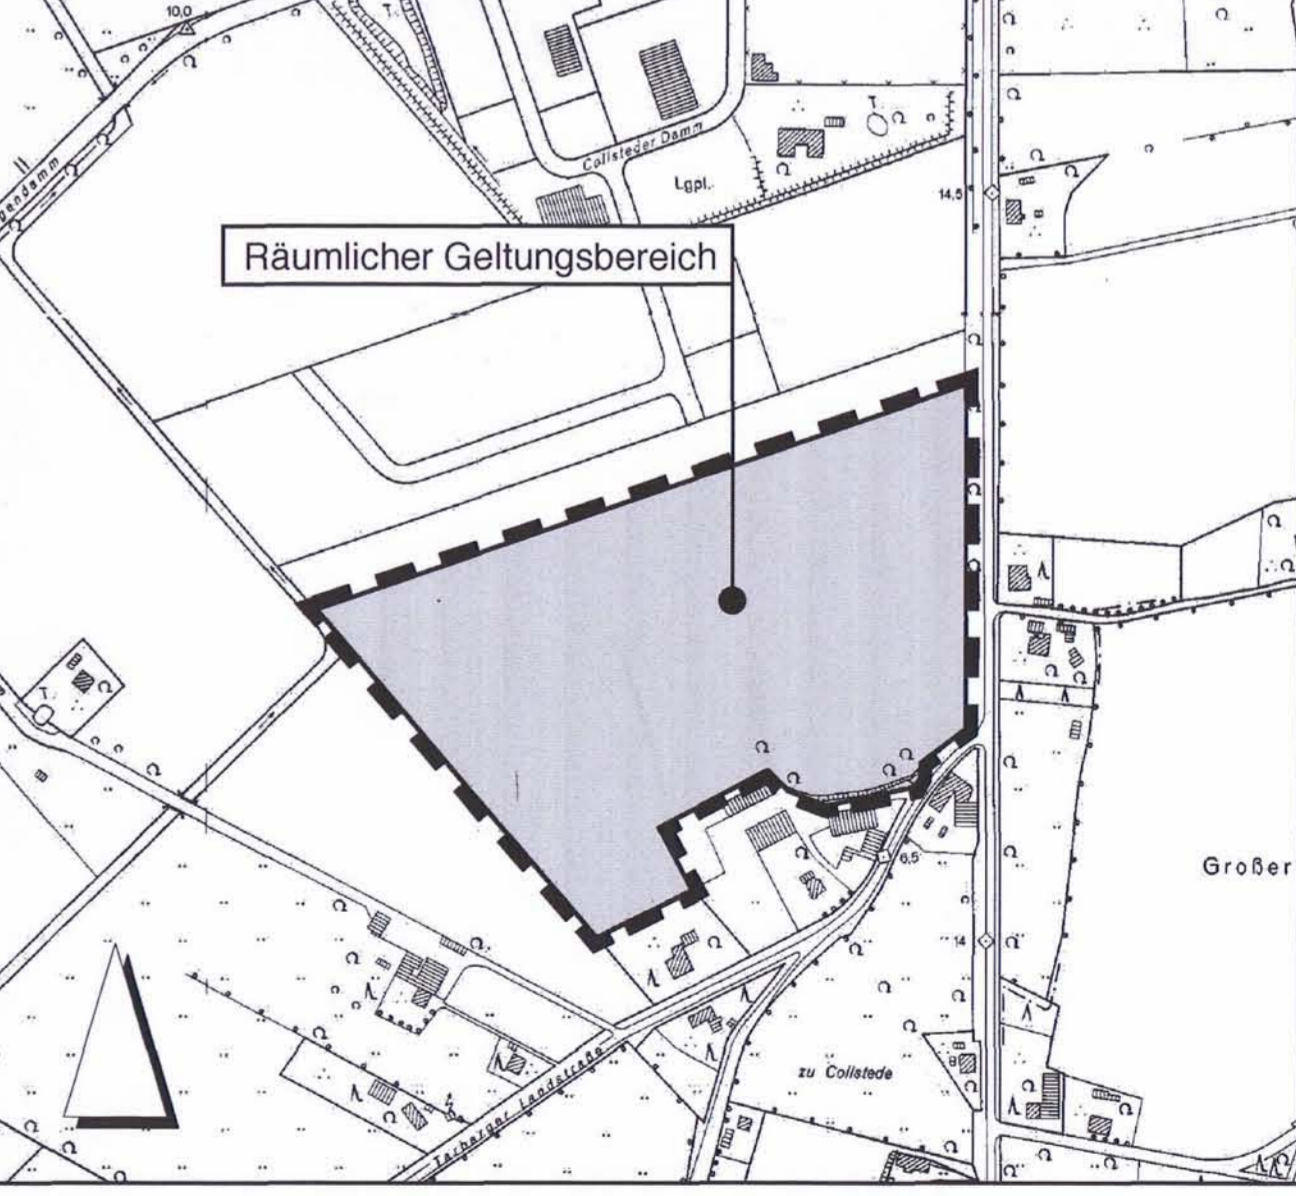 10,0
T.
Collsteder Damm
T.
Lgpl.
14,5
Räumlicher Geltungsbereich
T.
6,5
Großer
14
zu Collstede
Tarbarger Landstraße